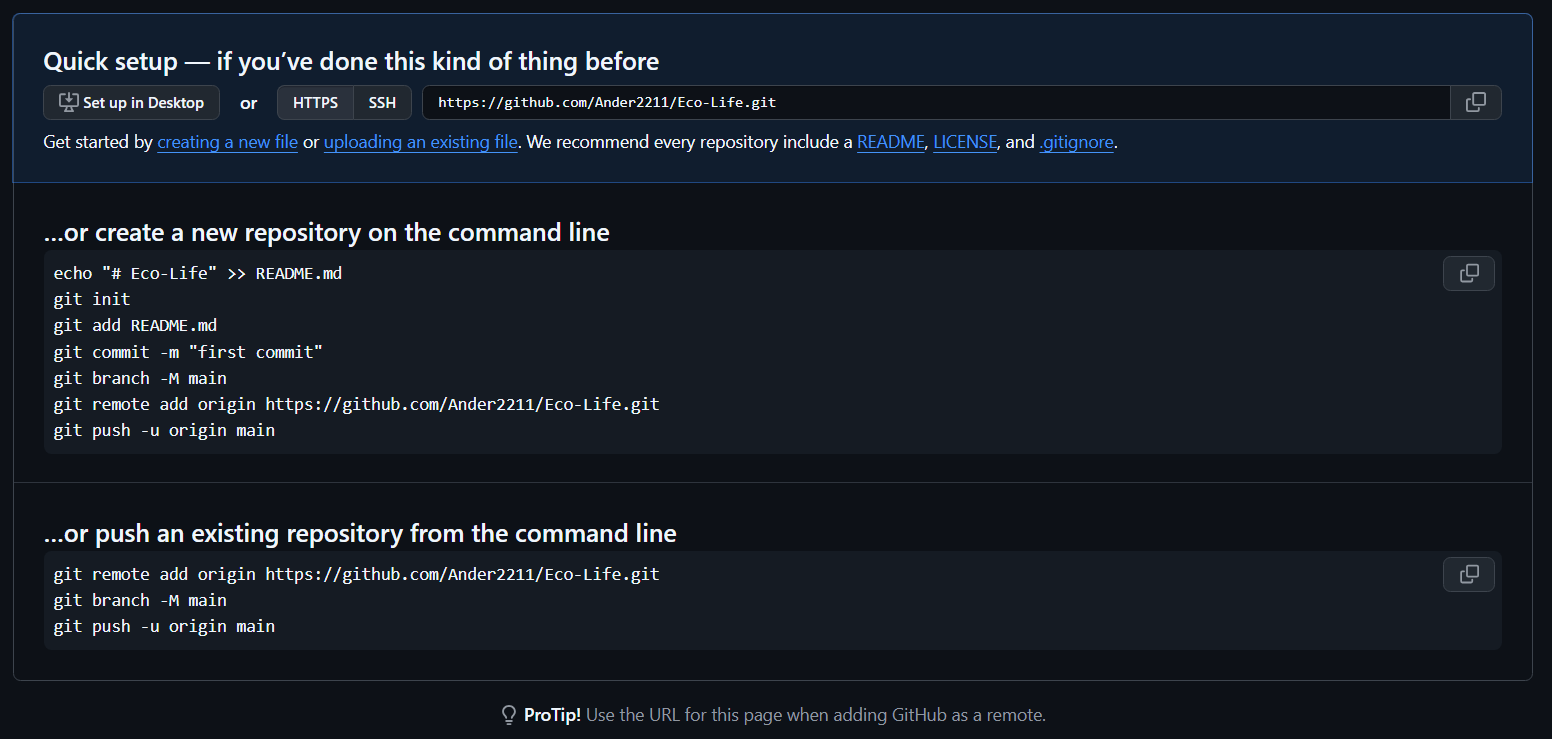 Quick setup — if you’ve done this kind of thing before
Set up in Desktop or HTTPS SSH https://github.com/Ander2211/Eco-Life.git
Get started by creating a new file or uploading an existing file. We recommend every repository include a README, LICENSE, and .gitignore.
…or create a new repository on the command line
echo "# Eco-Life" >> README.md
git init
git add README.md
git commit -m "first commit"
git branch -M main
git remote add origin https://github.com/Ander2211/Eco-Life.git
git push -u origin main
…or push an existing repository from the command line
git remote add origin https://github.com/Ander2211/Eco-Life.git
git branch -M main
git push -u origin main
ProTip! Use the URL for this page when adding GitHub as a remote.